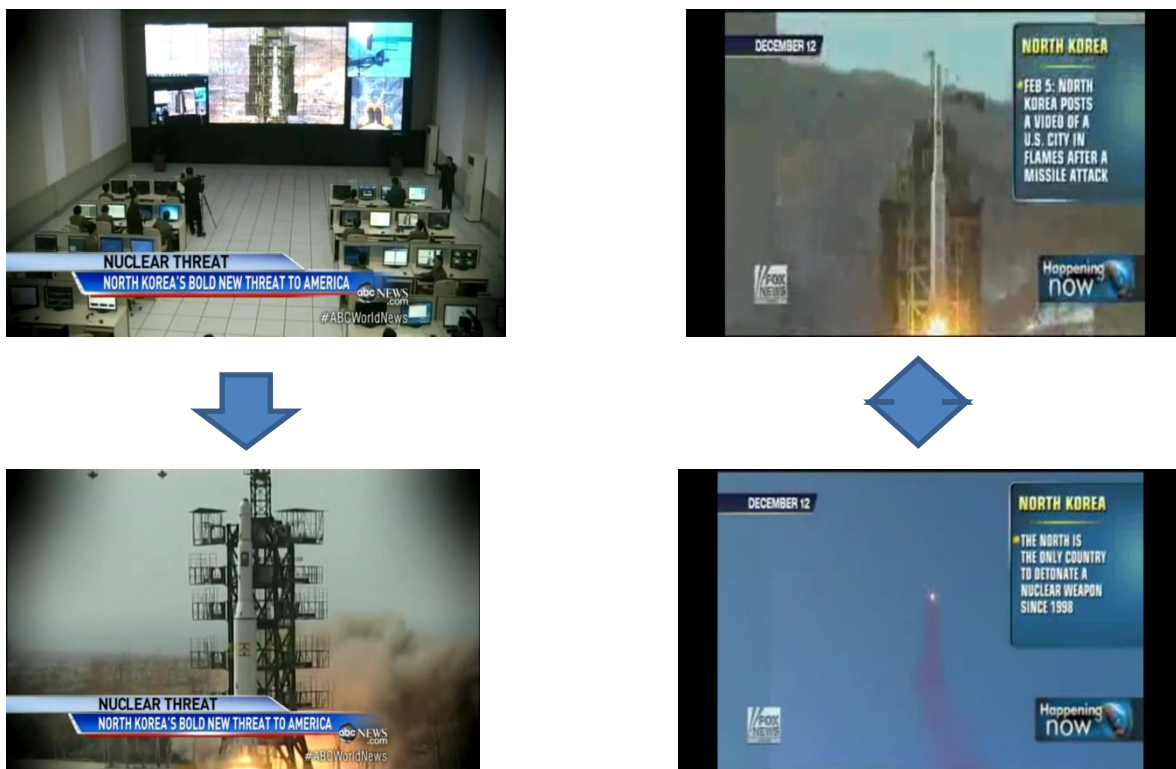 NUCLEAR THREAT
NORTH KOREA'S BOLD NEW THREAT TO AMERICA
abc NEWS
.com
#ABCWorldNews
DECEMBER 12
NORTH KOREA
FEB 5: NORTH
KOREA POSTS
A VIDEO OF A
U.S. CITY IN
FLAMES AFTER A
MISSILE ATTACK
FOX
NEWS
Happening
now
NUCLEAR THREAT
NORTH KOREA'S BOLD NEW THREAT TO AMERICA
abc NEWS
.com
#ABCWorldNews
DECEMBER 12
NORTH KOREA
THE NORTH IS
THE ONLY COUNTRY
TO DETONATE A
NUCLEAR WEAPON
SINCE 1998
FOX
NEWS
Happening
now